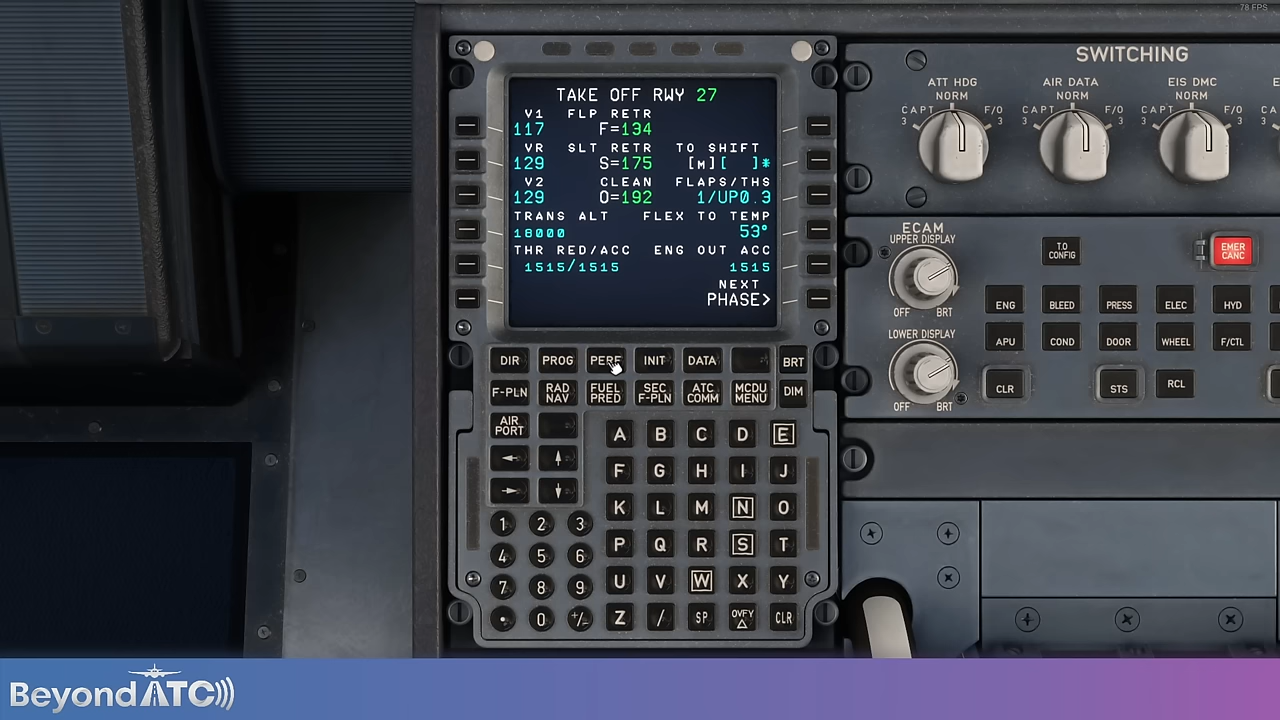 78 FPS
TAKE OFF RWY 27
V1 FLP RETR
117 F=134
VR SLT RETR TO SHIFT
129 S=175 [M][ ]*
V2 CLEAN FLAPS/THS
129 O=192 1/UP0.3
TRANS ALT FLEX TO TEMP
18000 53°
THR RED/ACC ENG OUT ACC
1515/1515 1515
NEXT
PHASE>
DIR PROG PERF INIT DATA BRT
F-PLN RAD NAV FUEL PRED SEC F-PLN ATC COMM MCDU MENU DIM
AIR PORT
← ↑
→ ↓
A B C D E
F G H I J
K L M N O
P Q R S T
U V W X Y
Z / SP OVFY △ CLR
1 2 3
4 5 6
7 8 9
. 0 +/-
SWITCHING
ATT HDG AIR DATA EIS DMC
NORM NORM NORM
CAPT 3 F/O 3 CAPT 3 F/O 3 CAPT 3 F/O 3
ECAM
UPPER DISPLAY
OFF BRT
LOWER DISPLAY
OFF BRT
T.O CONFIG
EMER CANC
ENG BLEED PRESS ELEC HYD
APU COND DOOR WHEEL F/CTL
CLR STS RCL
BeyondATC